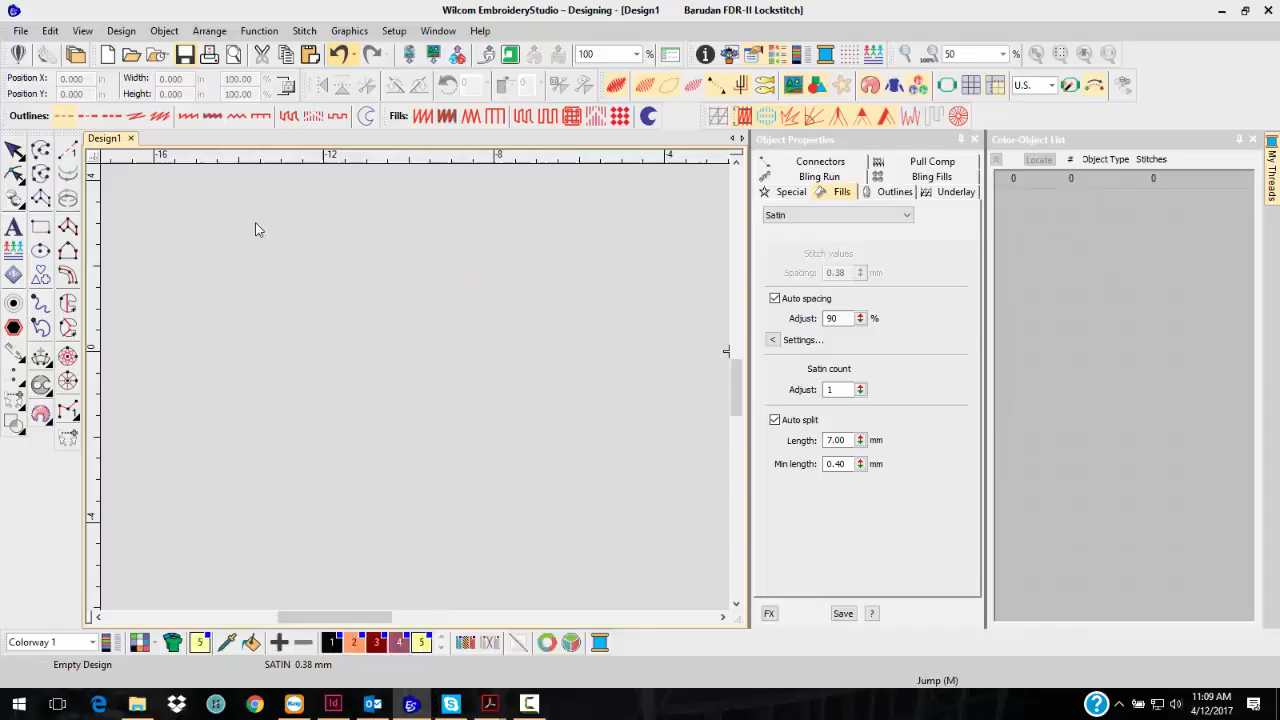 Wilcom EmbroideryStudio – Designing - [Design1 Barudan FDR-II Lockstitch]
File Edit View Design Object Arrange Function Stitch Graphics Setup Window Help
100 % 50 %
Position X: 0.000 in Width: 0.000 in 100.00 % 0 0 U.S.
Position Y: 0.000 in Height: 0.000 in 100.00 %
Outlines: Fills:
Design1
-16 -12 -8 -4
4
0
-4
Object Properties
Connectors Pull Comp
Bling Run Bling Fills
Special Fills Outlines Underlay
Satin
Stitch values
Spacing: 0.38 mm
Auto spacing
Adjust: 90 %
< Settings...
Satin count
Adjust: 1
Auto split
Length: 7.00 mm
Min length: 0.40 mm
FX Save ?
Color-Object List
Locate # Object Type Stitches
0 0 0
My Threads
Colorway 1 5 1 2 3 4 5
Empty Design SATIN 0.38 mm
Jump (M)
11:09 AM
4/12/2017